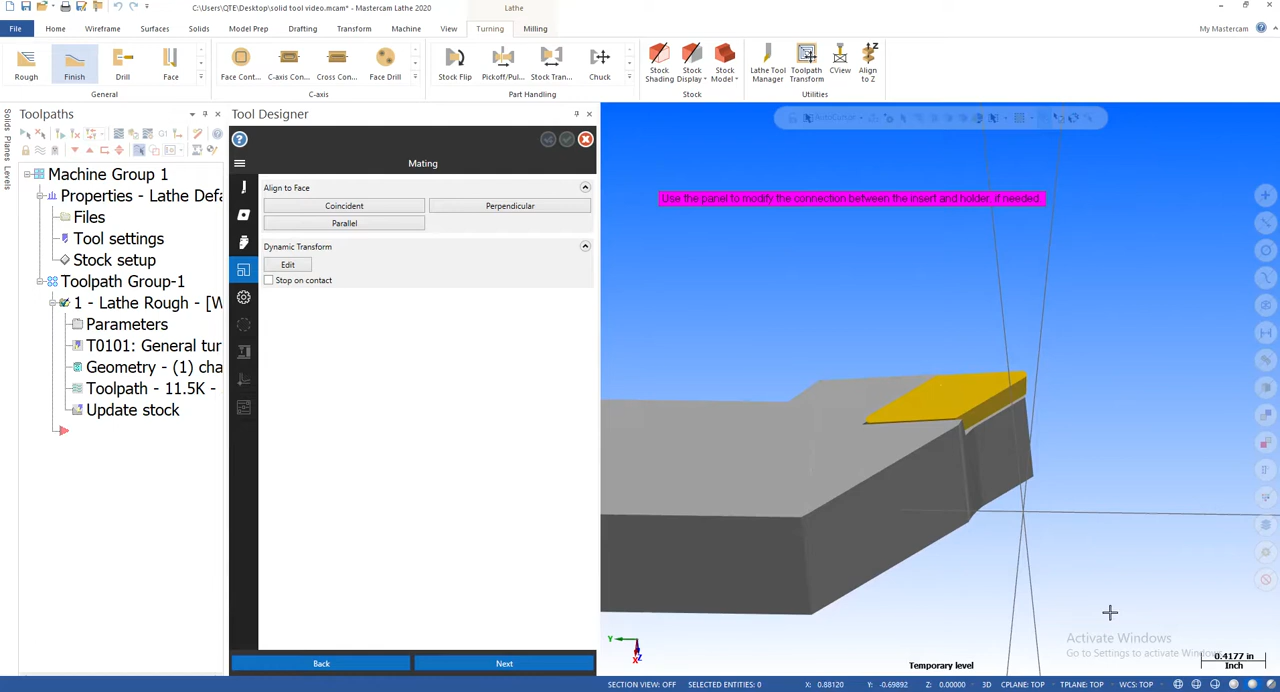 C:\Users\QTE\Desktop\solid tool video.mcam* - Mastercam Lathe 2020
Lathe
File Home Wireframe Surfaces Solids Model Prep Drafting Transform Machine View Turning Milling
My Mastercam
Rough Finish Drill Face
Face Cont... C-axis Con... Cross Con... Face Drill
Stock Flip Pickoff/Pul... Stock Tran... Chuck
Stock Shading Stock Display Stock Model
Lathe Tool Manager Toolpath Transform CView Align to Z
General C-axis Part Handling Stock Utilities
Toolpaths
Tool Designer
AutoCursor
Mating
Solids Planes Levels
G1
Machine Group 1
Properties - Lathe Defa
Files
Tool settings
Stock setup
Toolpath Group-1
1 - Lathe Rough - [W
Parameters
T0101: General tur
Geometry - (1) cha
Toolpath - 11.5K -
Update stock
Align to Face
Coincident Perpendicular
Parallel
Dynamic Transform
Edit
Stop on contact
Back Next
Use the panel to modify the connection between the insert and holder, if needed
Y
X
Z
Temporary level
Activate Windows
Go to Settings to activate Windows
0.4177 in
Inch
SECTION VIEW: OFF SELECTED ENTITIES: 0 X: 0.88120 Y: -0.69892 Z: 0.00000 3D CPLANE: TOP TPLANE: TOP WCS: TOP